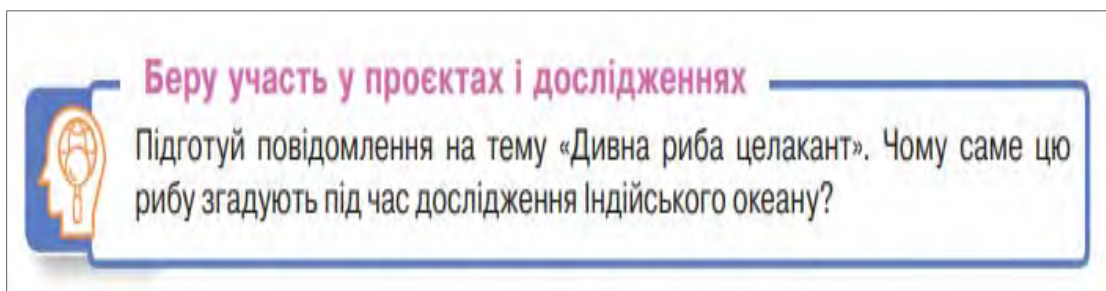 Беру участь у проєктах і дослідженнях
Підготуй повідомлення на тему «Дивна риба целакант». Чому саме цю
рибу згадують під час дослідження Індійського океану?